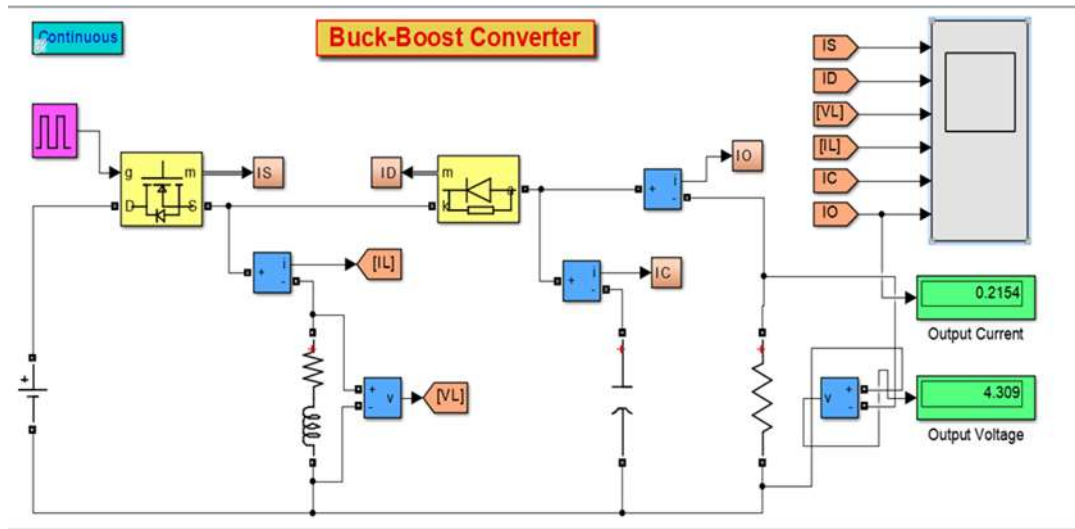 Continuous
Buck-Boost Converter
IS
ID
[VL]
[IL]
IC
IO
g
m
D
S
IS
ID
m
k
a
+
i
-
IO
+
i
-
[IL]
+
i
-
IC
+
+
-
v
[VL]
v
+
-
0.2154
Output Current
4.309
Output Voltage